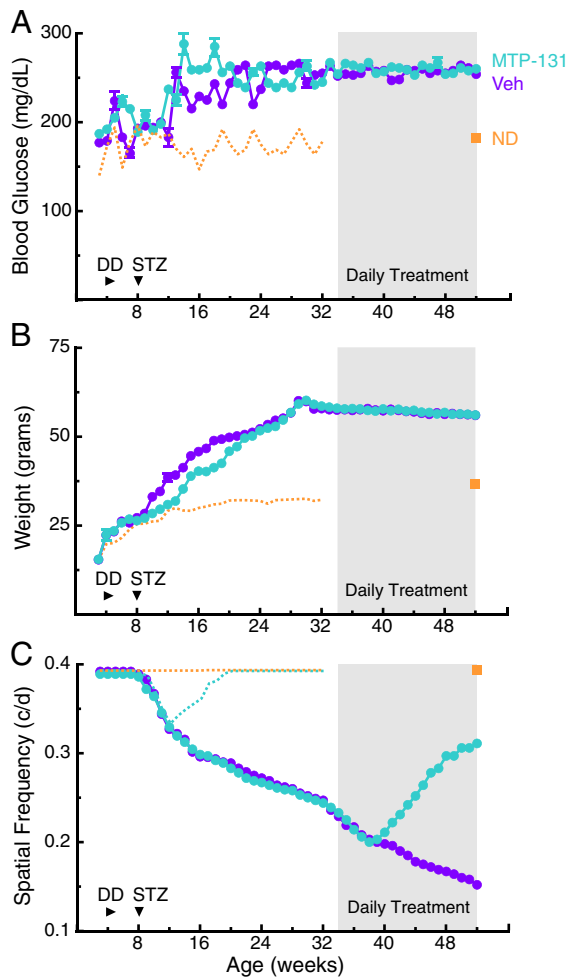 A
Blood Glucose (mg/dL)
300
200
100
0
MTP-131
Veh
ND
DD
STZ
Daily Treatment
8
16
24
32
40
48
B
Weight (grams)
75
50
25
0
DD
STZ
Daily Treatment
8
16
24
32
40
48
C
Spatial Frequency (c/d)
0.4
0.3
0.2
0.1
DD
STZ
Daily Treatment
8
16
24
32
40
48
Age (weeks)